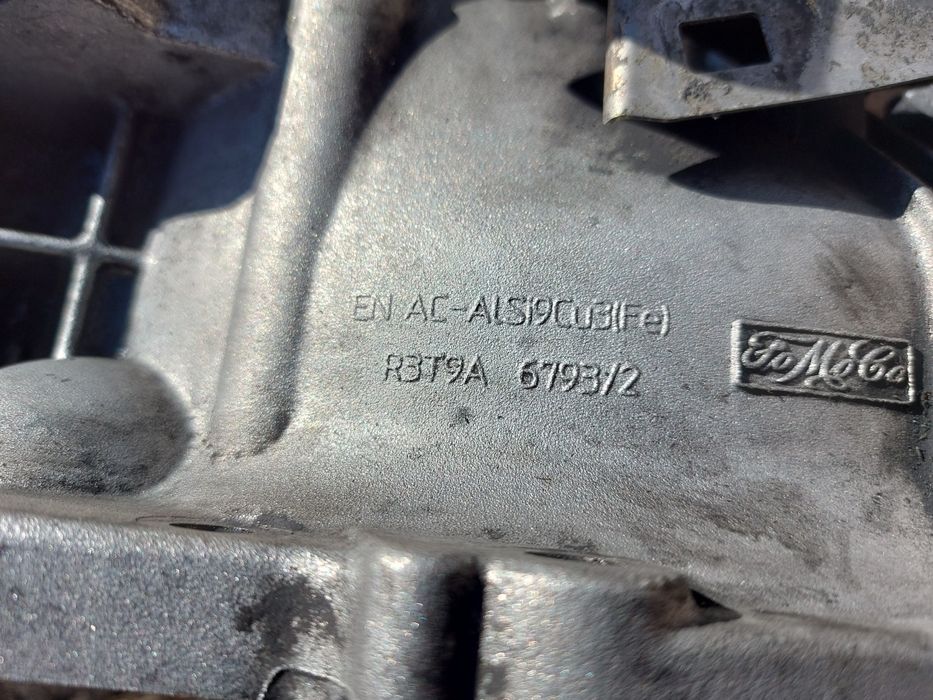 EN AC-AlSi9Cu3(Fe)
R3T9A 6793/2
FoMoCo